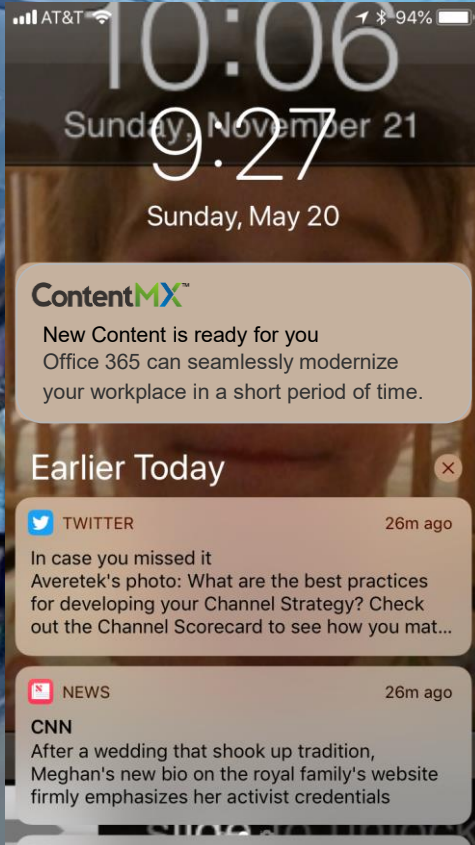 AT&T
94%
10:06
Sunday, November 21
9:27
Sunday, May 20
ContentMX™
New Content is ready for you
Office 365 can seamlessly modernize
your workplace in a short period of time.
Earlier Today
TWITTER 26m ago
In case you missed it
Averetek's photo: What are the best practices
for developing your Channel Strategy? Check
out the Channel Scorecard to see how you mat...
NEWS 26m ago
CNN
After a wedding that shook up tradition,
Meghan's new bio on the royal family's website
firmly emphasizes her activist credentials
slide to unlock